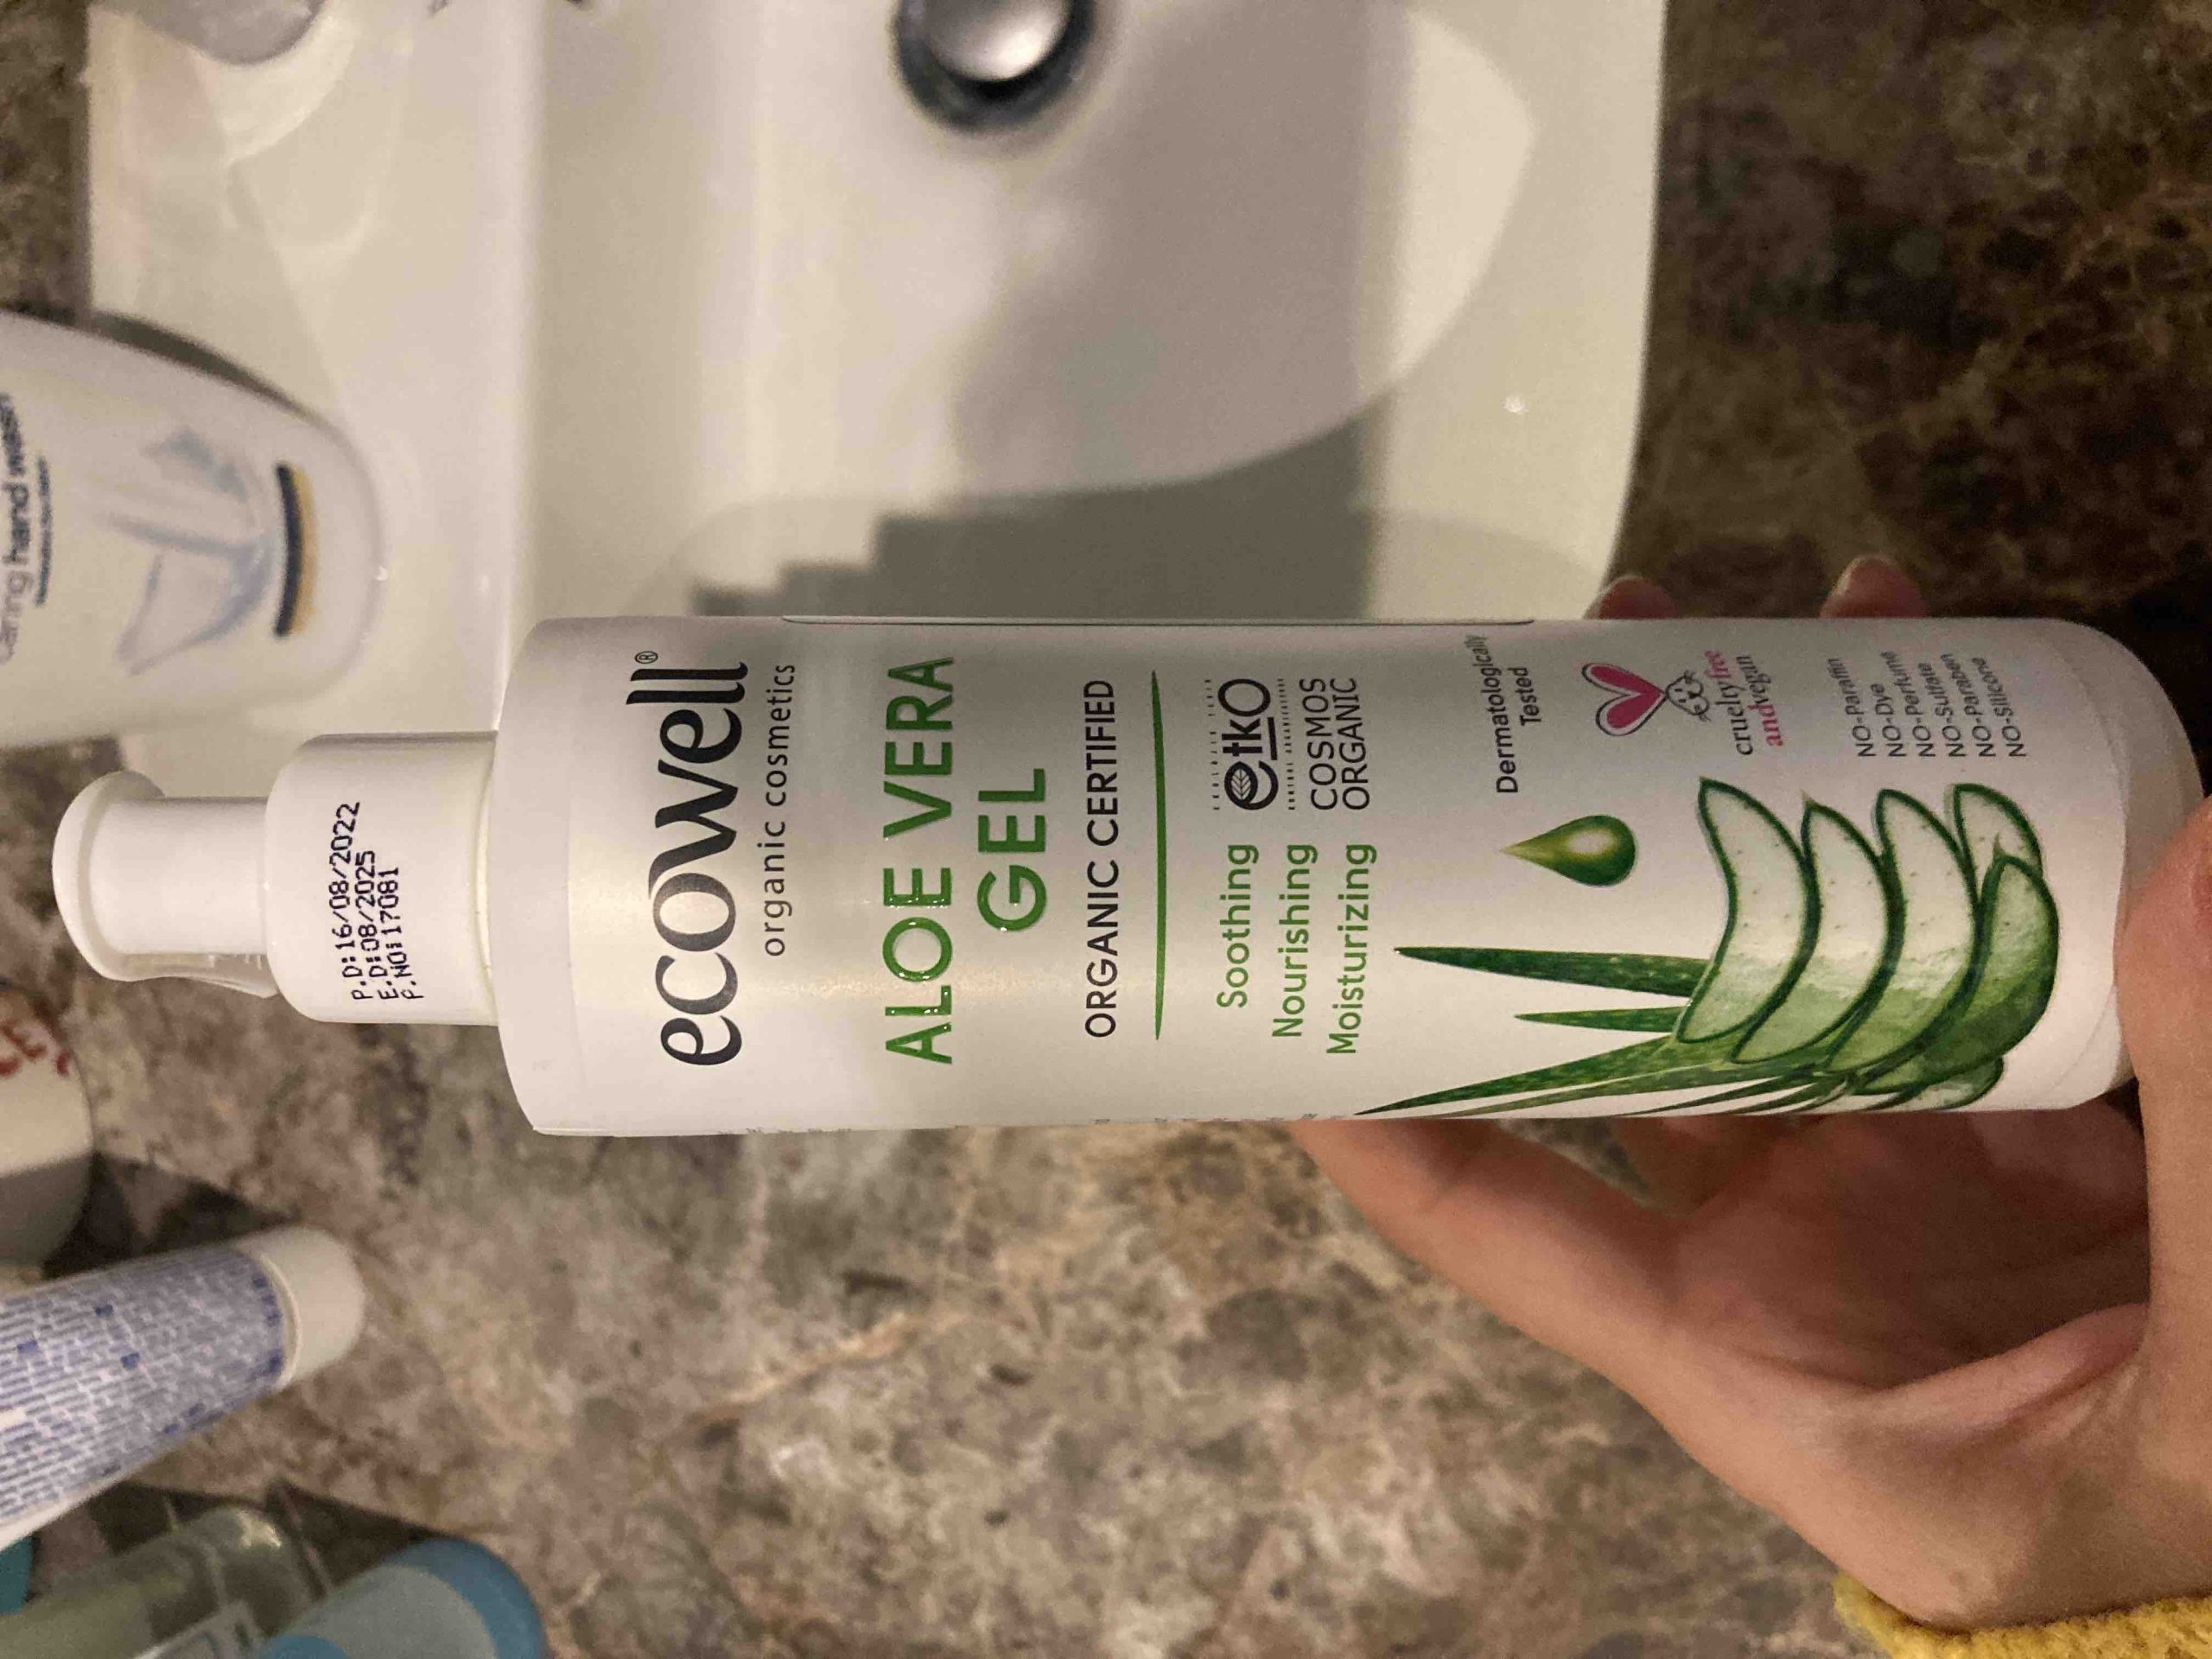 P.D:16/08/2022
E.D:08/2025
P.NO:17081
ecowell®
organic cosmetics
ALOE VERA
GEL
ORGANIC CERTIFIED
Soothing
Nourishing
Moisturizing
etko
COSMOS
ORGANIC
Dermatologically
Tested
crueltyfree
andvegan
NO-Paraffin
NO-Dye
NO-Perfume
NO-Sulfate
NO-Paraben
NO-Silicone
caring hand wash